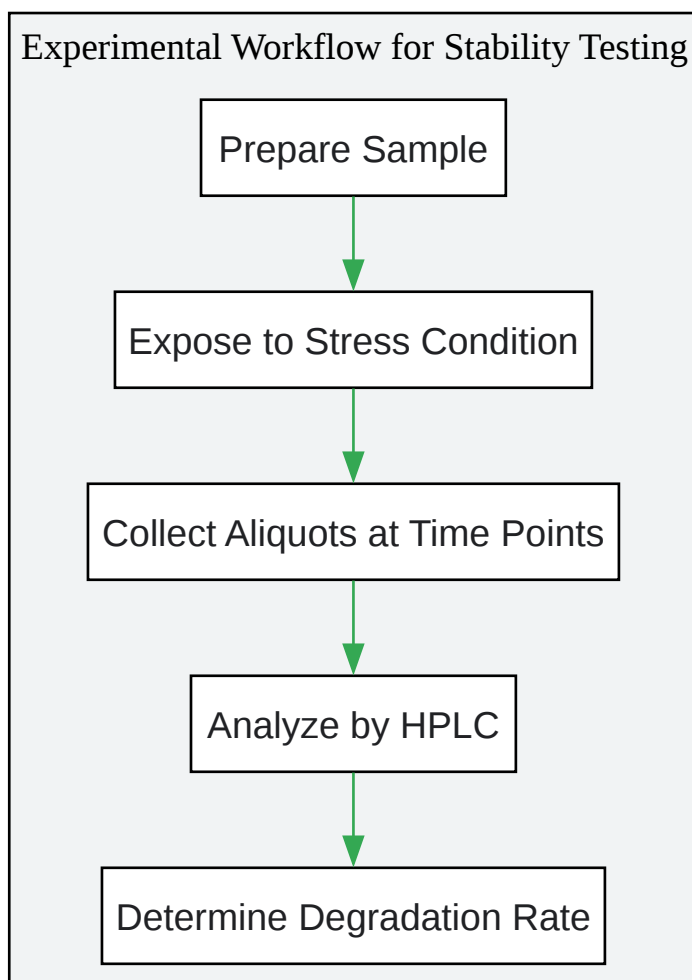 Experimental Workflow for Stability Testing
Prepare Sample
Expose to Stress Condition
Collect Aliquots at Time Points
Analyze by HPLC
Determine Degradation Rate